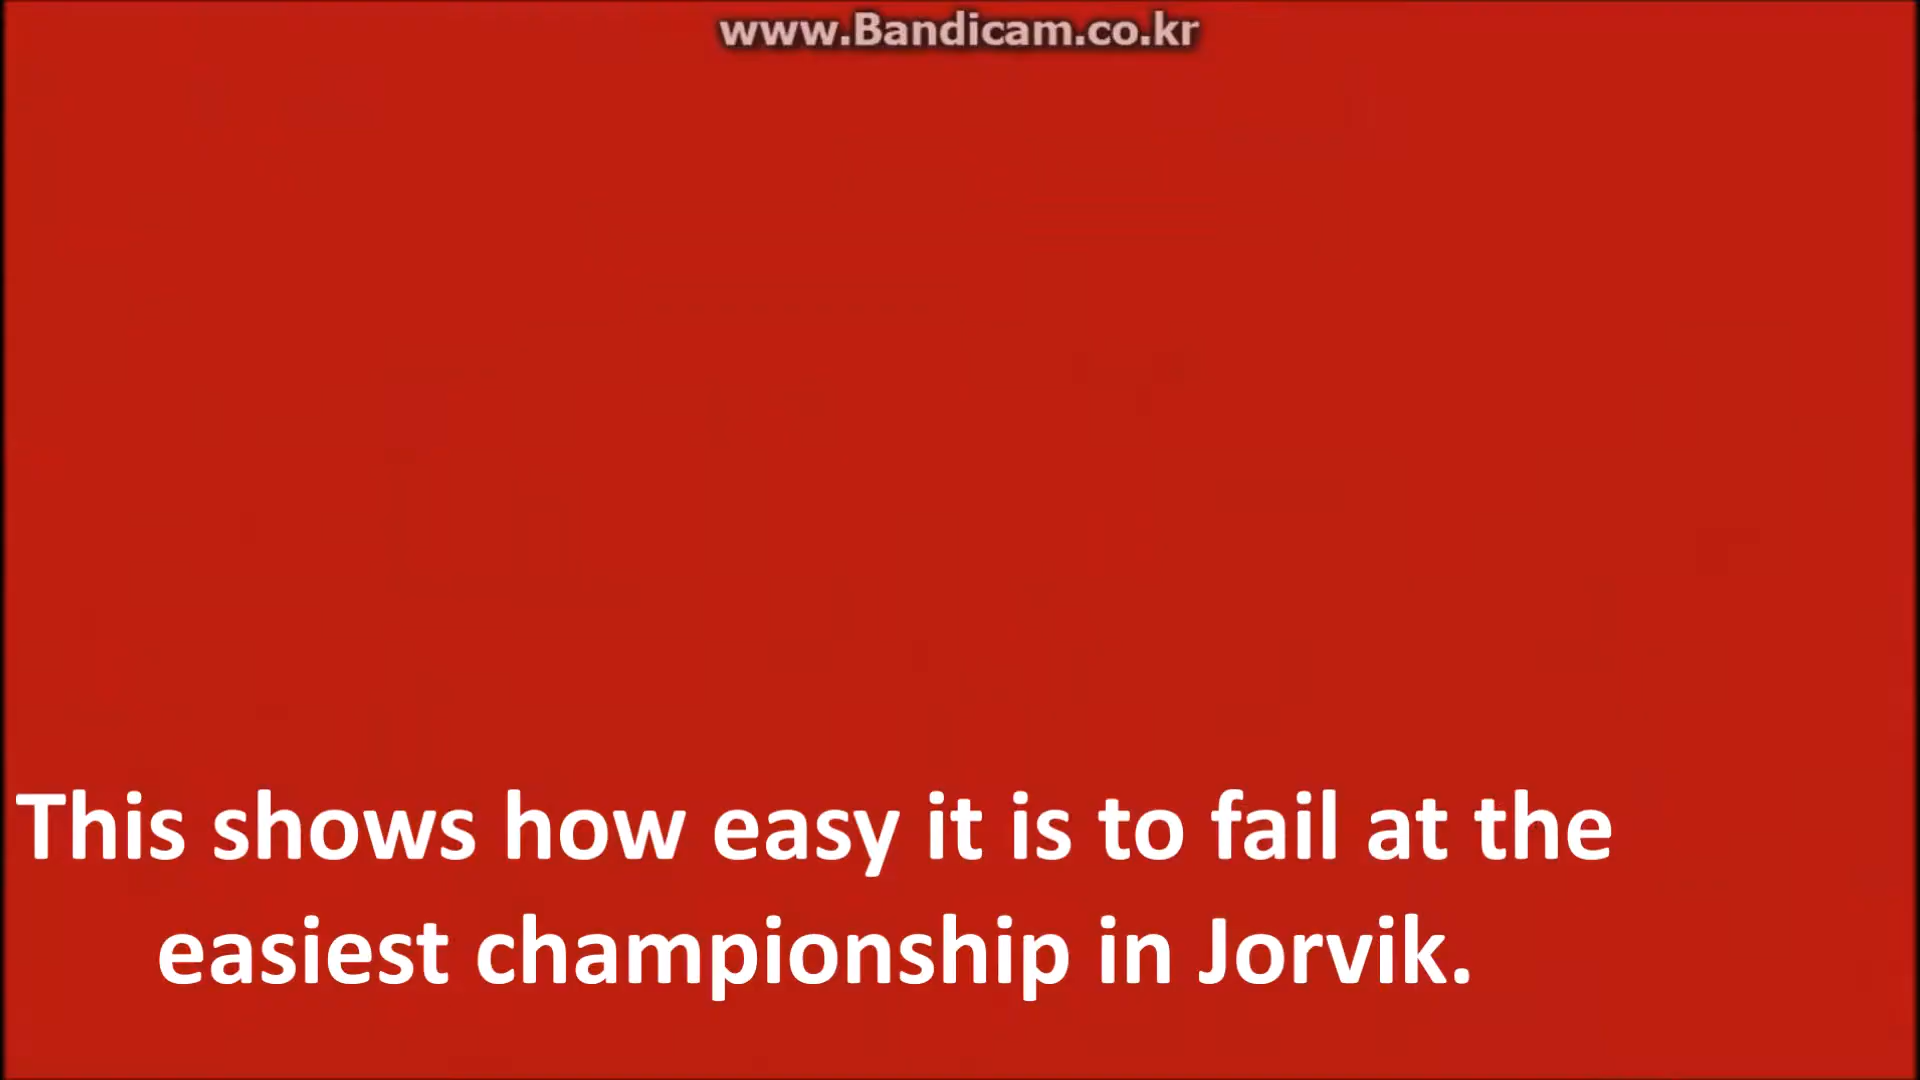 www.Bandicam.co.kr
This shows how easy it is to fail at the
easiest championship in Jorvik.